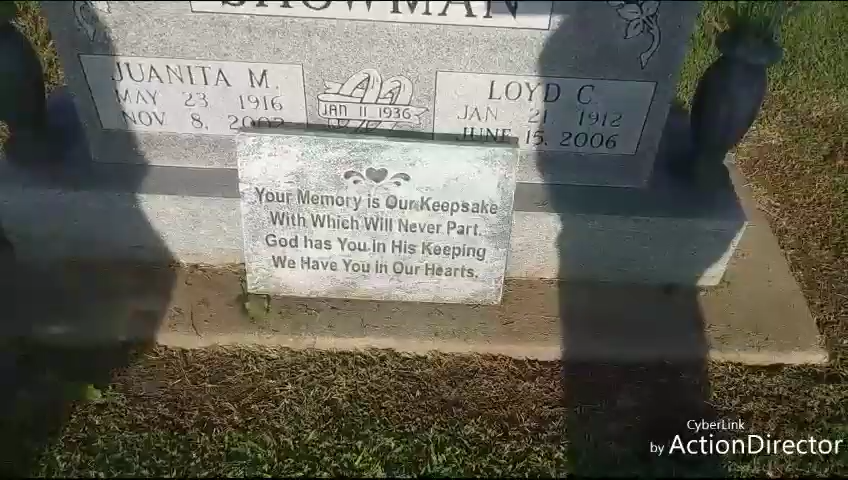 SHOWMAN
JUANITA M.
MAY 23 1916
NOV 8, 2002
JAN 11 1936
LOYD C.
JAN 21 1912
JUNE 15, 2006
Your Memory is Our Keepsake
With Which Will Never Part.
God has You in His Keeping
We Have You in Our Hearts.
CyberLink
by ActionDirector